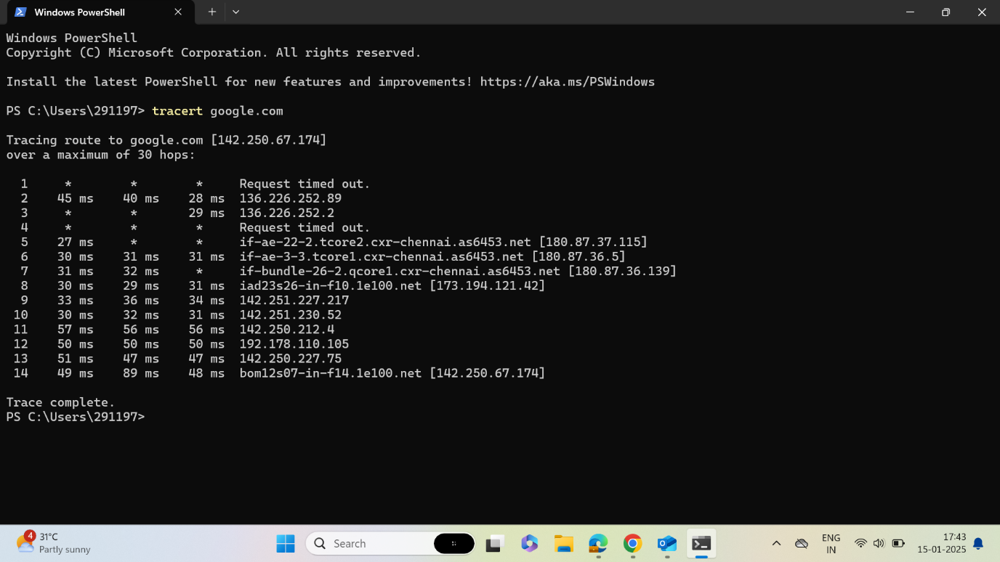 Windows PowerShell
Windows PowerShell
Copyright (C) Microsoft Corporation. All rights reserved.
Install the latest PowerShell for new features and improvements! https://aka.ms/PSWindows
PS C:\Users\291197> tracert google.com
Tracing route to google.com [142.250.67.174]
over a maximum of 30 hops:
1 * * * Request timed out.
2 45 ms 40 ms 28 ms 136.226.252.89
3 * * 29 ms 136.226.252.2
4 * * * Request timed out.
5 27 ms * * if-ae-22-2.tcore2.cxr-chennai.as6453.net [180.87.37.115]
6 30 ms 31 ms 31 ms if-ae-3-3.tcore1.cxr-chennai.as6453.net [180.87.36.5]
7 31 ms 32 ms * if-bundle-26-2.qcore1.cxr-chennai.as6453.net [180.87.36.139]
8 30 ms 29 ms 31 ms iad23s26-in-f10.1e100.net [173.194.121.42]
9 33 ms 36 ms 34 ms 142.251.227.217
10 30 ms 32 ms 31 ms 142.251.230.52
11 57 ms 56 ms 56 ms 142.250.212.4
12 50 ms 50 ms 50 ms 192.178.110.105
13 51 ms 47 ms 47 ms 142.250.227.75
14 49 ms 89 ms 48 ms bom12s07-in-f14.1e100.net [142.250.67.174]
Trace complete.
PS C:\Users\291197>
4 31°C
Partly sunny
Search
ENG
IN
17:43
15-01-2025